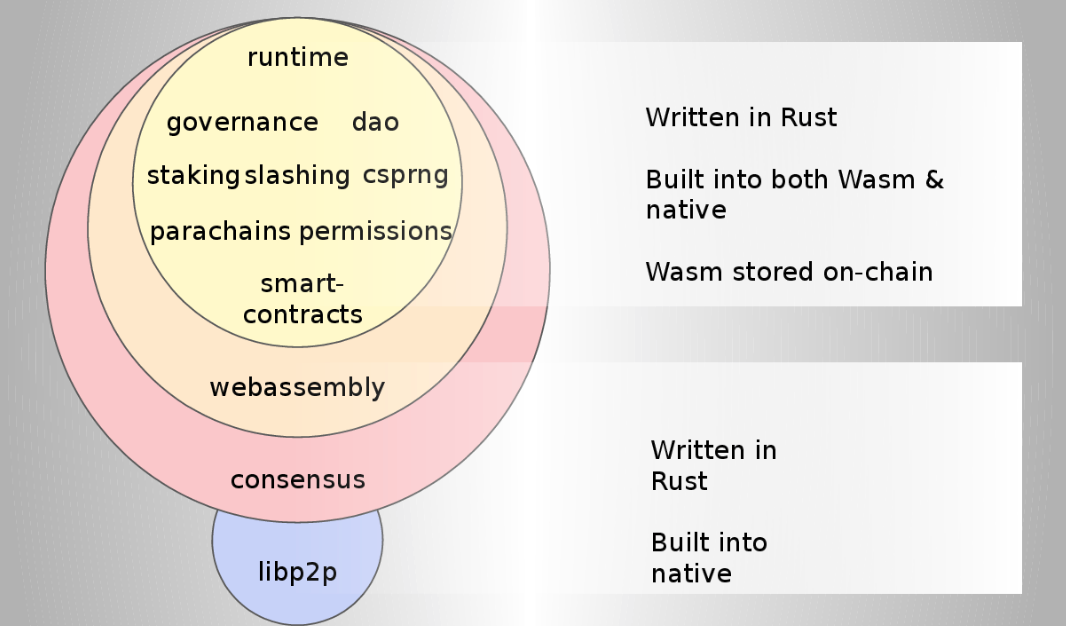 runtime
governance dao
staking slashing csprng
parachains permissions
smart-
contracts
webassembly
consensus
libp2p
Written in Rust
Built into both Wasm &
native
Wasm stored on-chain
Written in
Rust
Built into
native